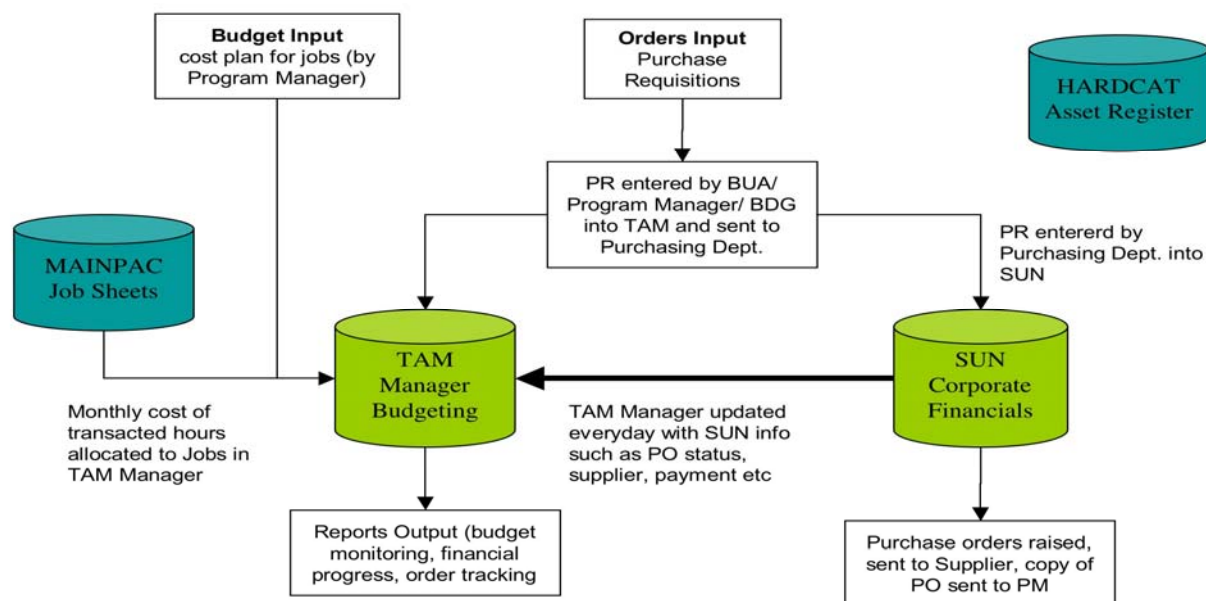 Budget Input
cost plan for jobs (by
Program Manager)
Orders Input
Purchase
Requisitions
HARDCAT
Asset Register
PR entered by BUA/
Program Manager/ BDG
into TAM and sent to
Purchasing Dept.
PR entererd by
Purchasing Dept. into
SUN
MAINPAC
Job Sheets
TAM
Manager
Budgeting
SUN
Corporate
Financials
Monthly cost of
transacted hours
allocated to Jobs in
TAM Manager
TAM Manager updated
everyday with SUN info
such as PO status,
supplier, payment etc
Reports Output (budget
monitoring, financial
progress, order tracking
Purchase orders raised,
sent to Supplier, copy of
PO sent to PM